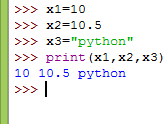 >>> x1=10
>>> x2=10.5
>>> x3="python"
>>> print(x1,x2,x3)
10 10.5 python
>>>